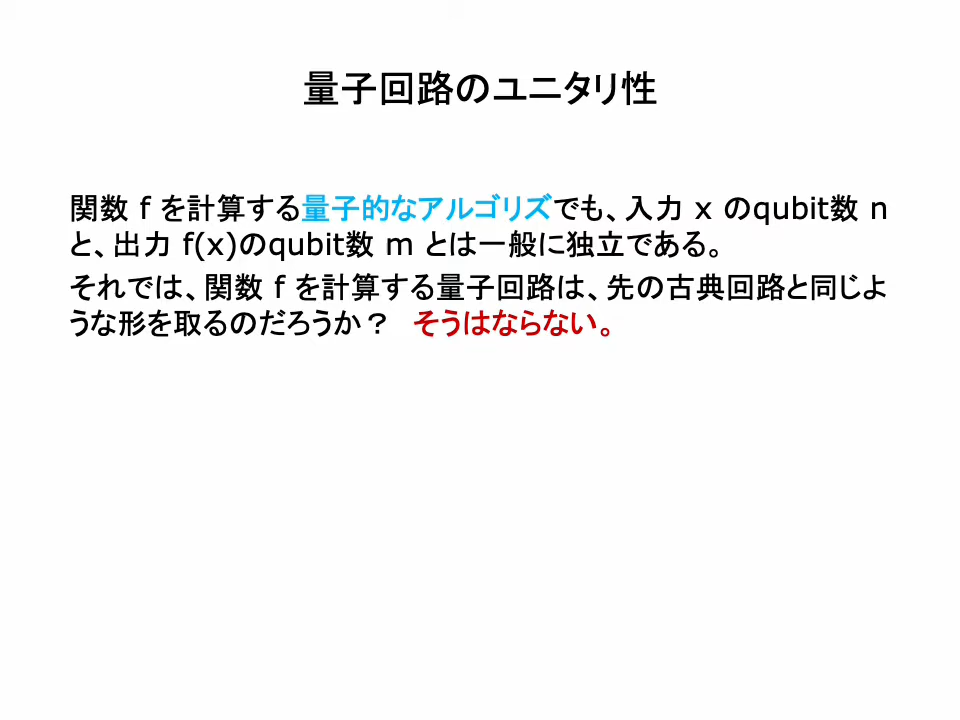 量子回路のユニタリ性
関数 f を計算する量子的なアルゴリズでも、入力 x のqubit数 n
と、出力 f(x)のqubit数 m とは一般に独立である。
それでは、関数 f を計算する量子回路は、先の古典回路と同じよ
うな形を取るのだろうか？　そうはならない。